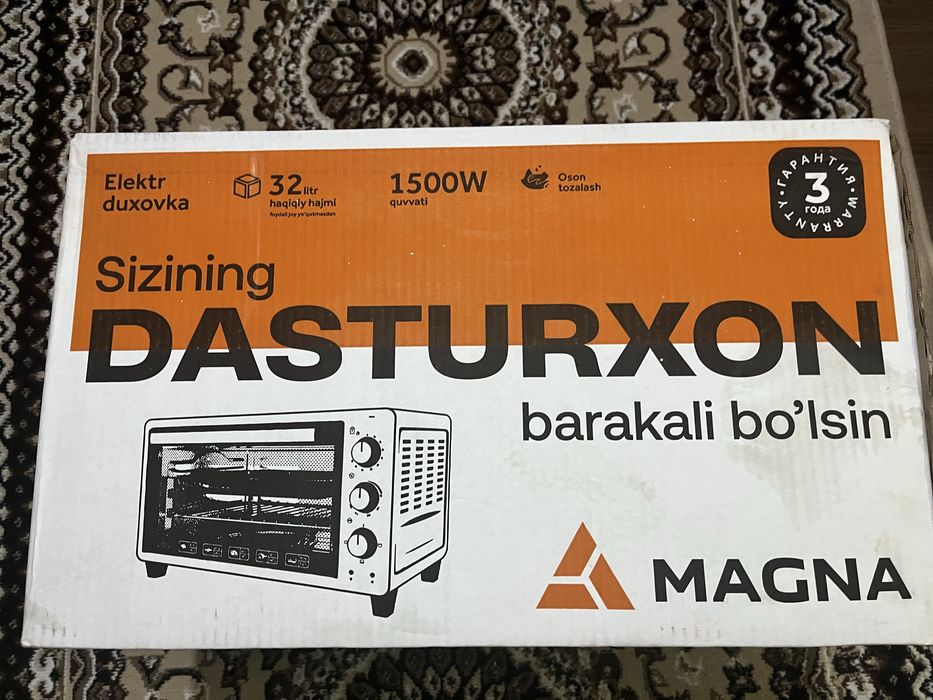 Elektr
duxovka
32 litr
haqiqiy hajmi
foydali joy yo'qotmasdan
1500W
quvvati
Oson
tozalash
ГАРАНТИЯ
3
года
WARRANTY
Sizining
DASTURXON
barakali bo'lsin
MAGNA